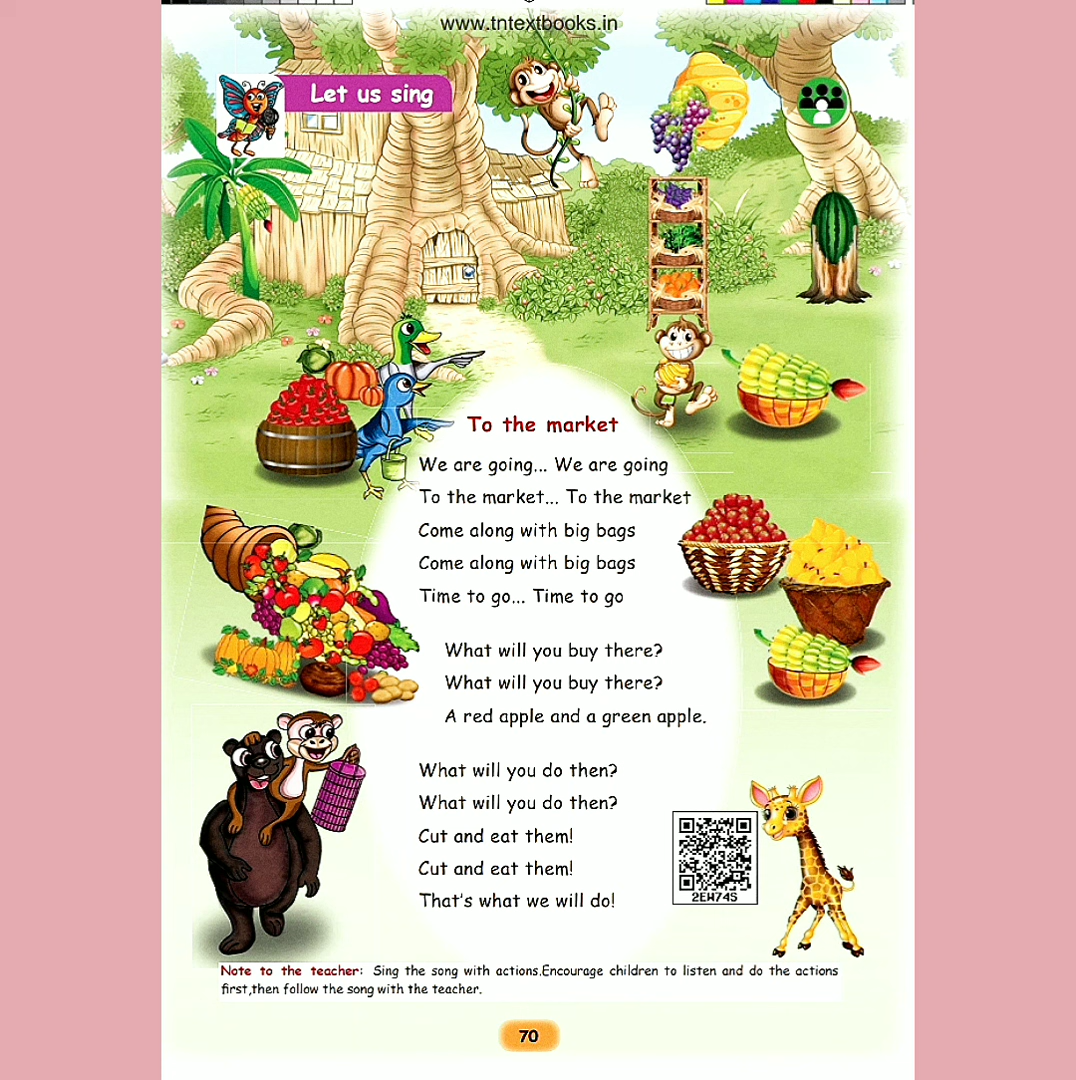 www.tntextbooks.in
Let us sing
To the market
We are going... We are going
To the market... To the market
Come along with big bags
Come along with big bags
Time to go... Time to go
What will you buy there?
What will you buy there?
A red apple and a green apple.
What will you do then?
What will you do then?
Cut and eat them!
Cut and eat them!
That's what we will do!
2EW74S
Note to the teacher: Sing the song with actions.Encourage children to listen and do the actions
first,then follow the song with the teacher.
70